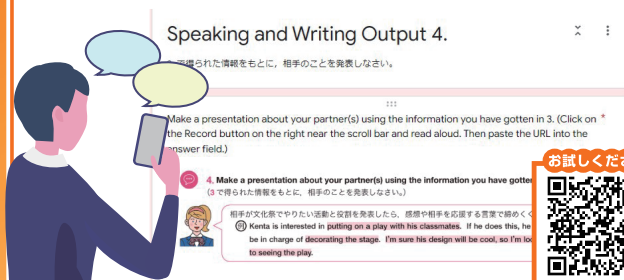 Speaking and Writing Output 4.
で得られた情報をもとに，相手のことを発表しなさい。
Make a presentation about your partner(s) using the information you have gotten in 3. (Click on *
the Record button on the right near the scroll bar and read aloud. Then paste the URL into the
answer field.)
4. Make a presentation about your partner(s) using the information you have gotten
（3 で得られた情報をもとに，相手のことを発表しなさい。）
お試しくださ
相手が文化祭でやりたい活動と役割を発表したら，感想や相手を応援する言葉で締めく
例 Kenta is interested in putting on a play with his classmates. If he does this, he
be in charge of decorating the stage. I'm sure his design will be cool, so I'm
to seeing the play.